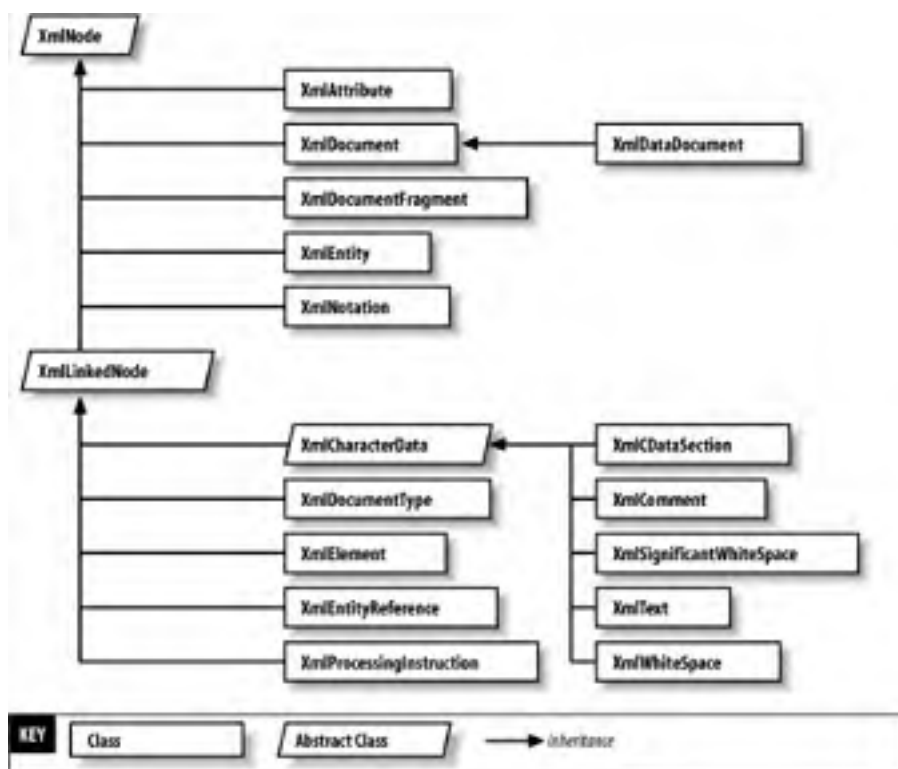 XmlNode
XmlAttribute
XmlDocument
XmlDataDocument
XmlDocumentFragment
XmlEntity
XmlNotation
XmlLinkedNode
XmlCharacterData
XmlCDataSection
XmlDocumentType
XmlComment
XmlElement
XmlSignificantWhiteSpace
XmlEntityReference
XmlText
XmlProcessingInstruction
XmlWhiteSpace
KEY
Class
Abstract Class
inheritance